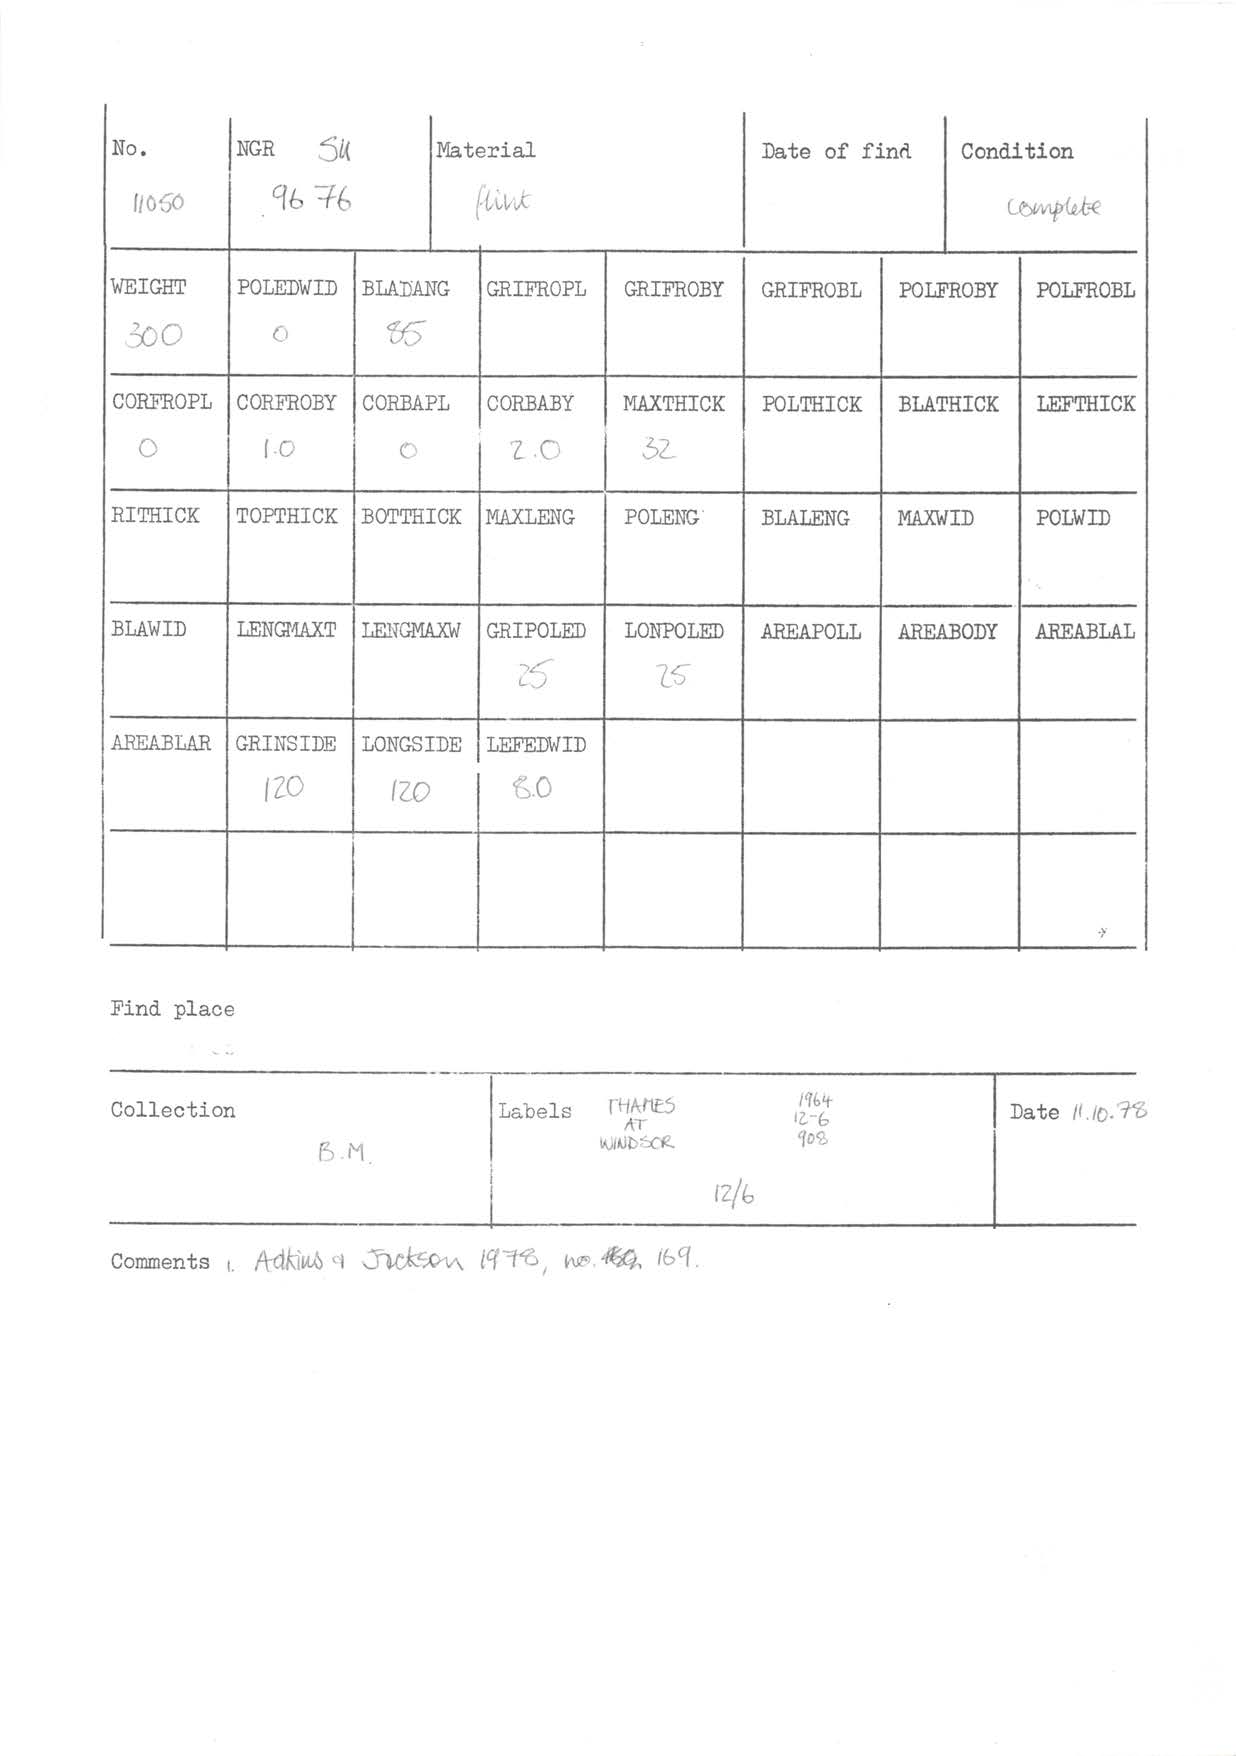 No. NGR SU Material Date of find Condition
11050 96 76 flint complete
WEIGHT POLEDWID BLADANG GRIFROPL GRIFROBY GRIFROBL POLFROBY POLFROBL
300 0 85
CORFROPL CORFROBY CORBAPL CORBABY MAXTHICK POLTHICK BLATHICK LEFTHICK
0 1.0 0 2.0 32
RITHICK TOPTHICK BOTTHICK MAXLENG POLENG BLALENG MAXWID POLWID
BLAWID LENGMAXT LENGMAXW GRIPOLED LONPOLED AREAPOLL AREABODY AREABLAL
25 25
AREABLAR GRINSIDE LONGSIDE LEFEDWID
120 120 8.0
Find place
Collection
B.M.
Labels THAMES
AT
WINDSOR
1964
12-6
908
12/6
Date 11.10.78
Comments 1. Adkins & Jackson 1978, no. 169.